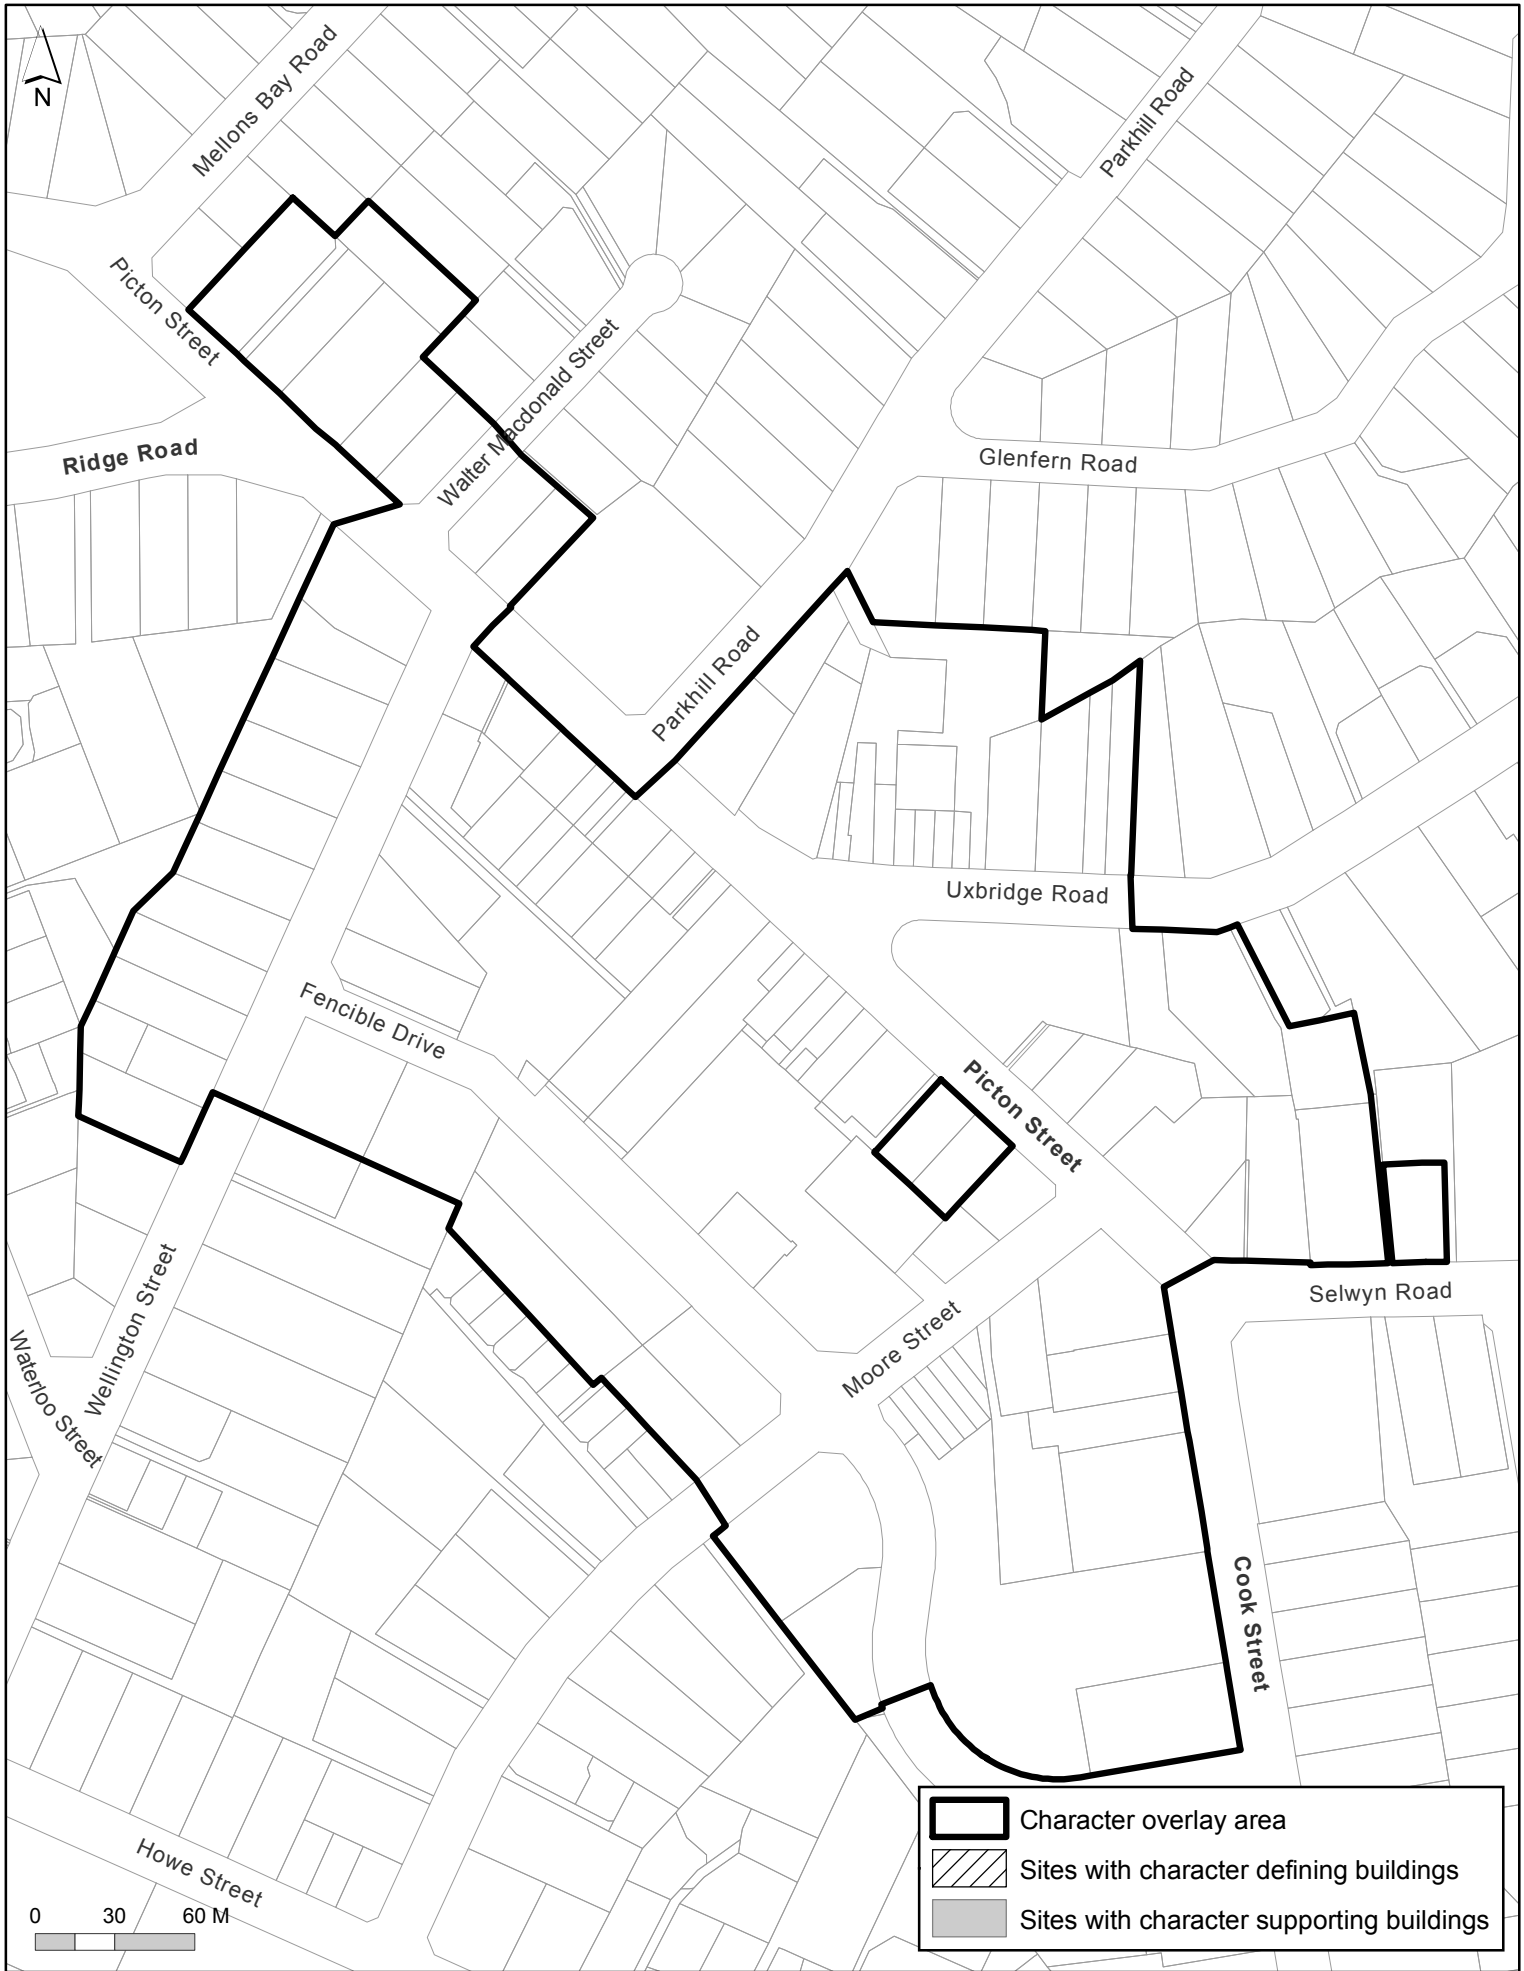 N
Mellons Bay Road
Parkhill Road
Picton Street
Walter Macdonald Street
Ridge Road
Glenfern Road
Parkhill Road
Uxbridge Road
Fencible Drive
Picton Street
Selwyn Road
Moore Street
Wellington Street
Waterloo Street
Cook Street
Howe Street
0 30 60 M
Character overlay area
Sites with character defining buildings
Sites with character supporting buildings